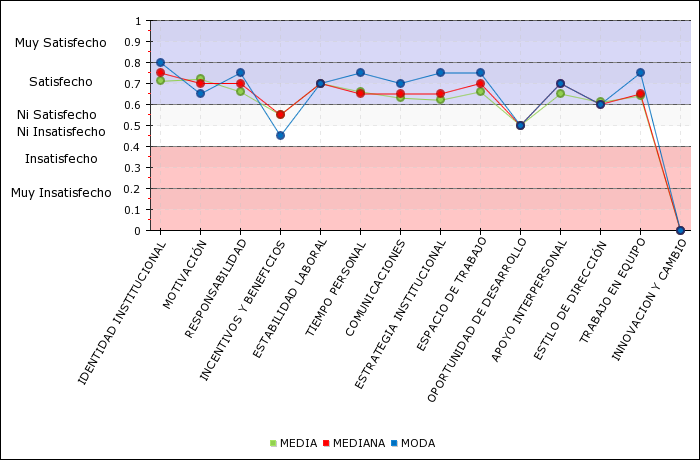 1
Muy Satisfecho
0.9
0.8
Satisfecho
0.7
0.6
Ni Satisfecho
Ni Insatisfecho
0.5
0.4
Insatisfecho
0.3
Muy Insatisfecho
0.2
0.1
0
IDENTIDAD INSTITUCIONAL
MOTIVACIÓN
RESPONSABILIDAD
INCENTIVOS Y BENEFICIOS
ESTABILIDAD LABORAL
TIEMPO PERSONAL
COMUNICACIONES
ESTRATEGIA INSTITUCIONAL
ESPACIO DE TRABAJO
OPORTUNIDAD DE DESARROLLO
APOYO INTERPERSONAL
ESTILO DE DIRECCIÓN
TRABAJO EN EQUIPO
INNOVACION Y CAMBIO
MEDIA MEDIANA MODA